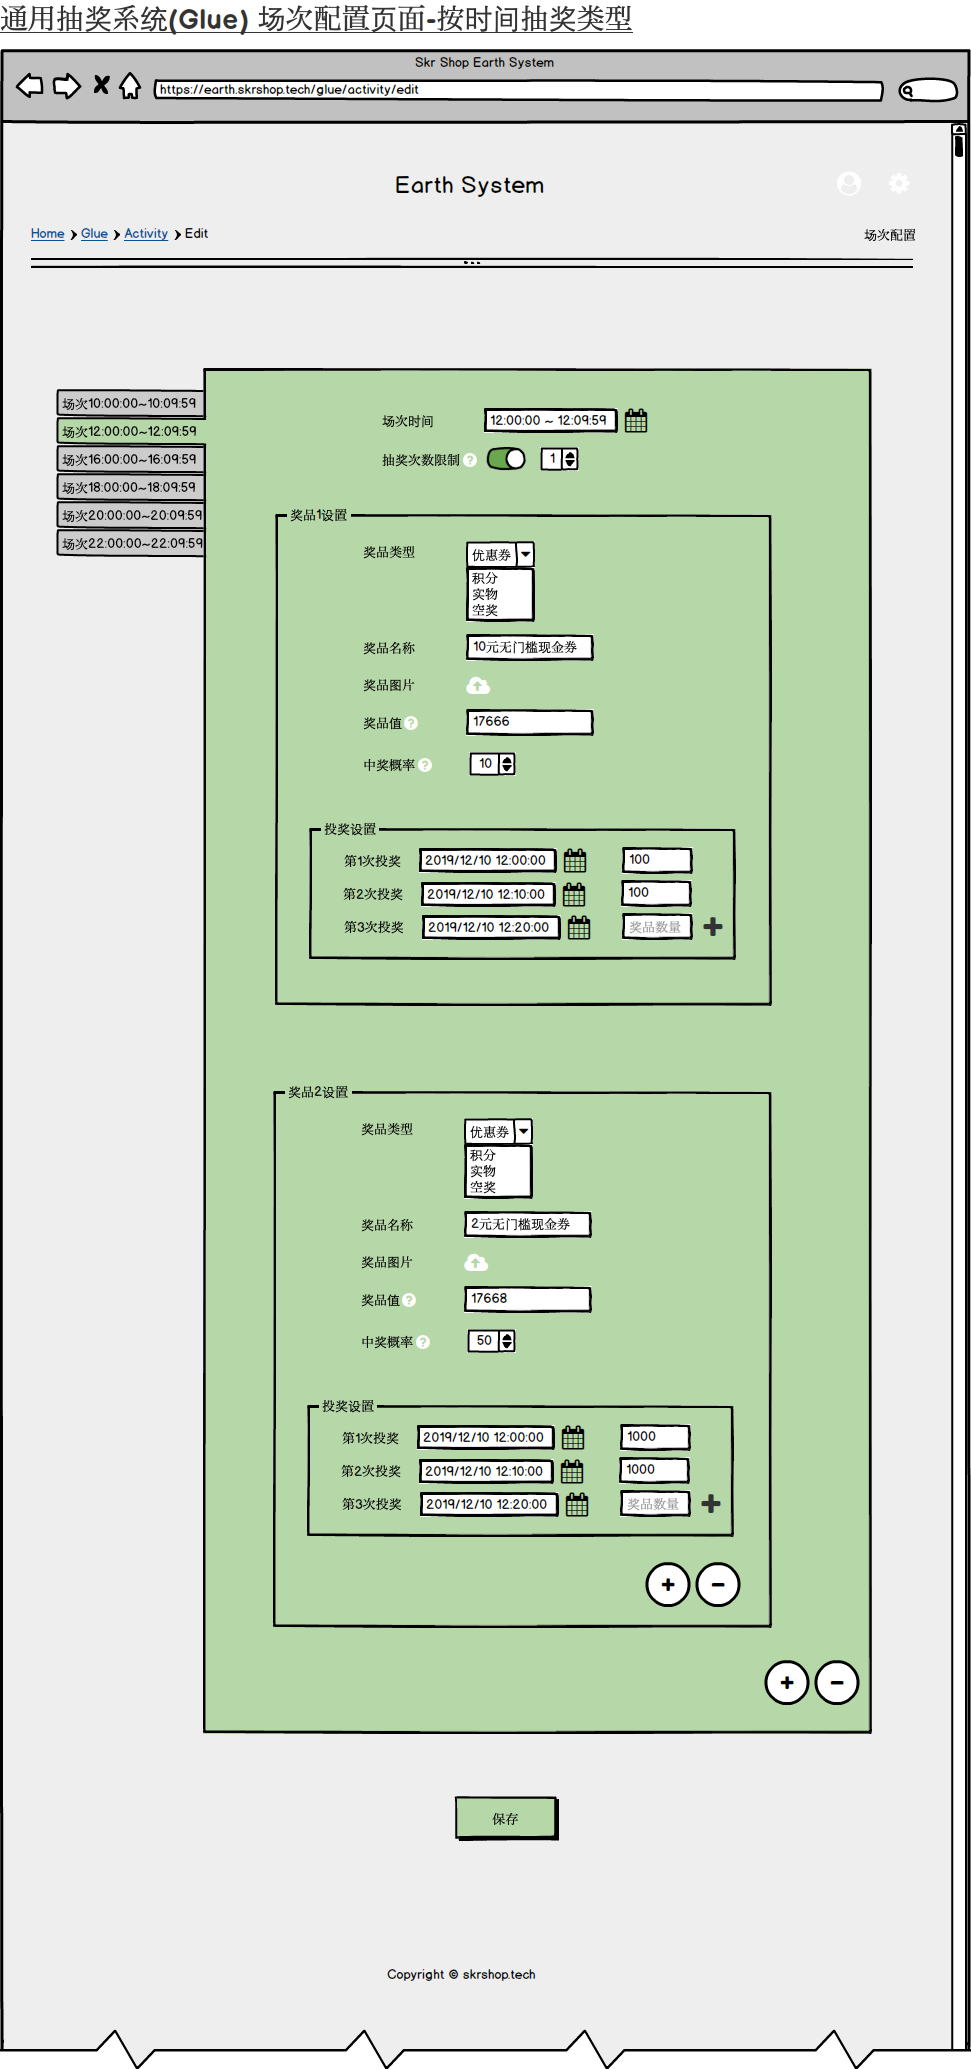 通用抽奖系统(Glue) 场次配置页面-按时间抽奖类型
Skr Shop Earth System
https://earth.skrshop.tech/glue/activity/edit
Earth System
Home Glue Activity Edit
场次配置
场次10:00:00~10:09:59
场次12:00:00~12:09:59
场次16:00:00~16:09:59
场次18:00:00~18:09:59
场次20:00:00~20:09:59
场次22:00:00~22:09:59
场次时间 12:00:00 ~ 12:09:59
抽奖次数限制 ? 1
奖品1设置
奖品类型 优惠券
积分
实物
空奖
奖品名称 10元无门槛现金券
奖品图片
奖品值 ? 17666
中奖概率 ? 10
投奖设置
第1次投奖 2019/12/10 12:00:00 100
第2次投奖 2019/12/10 12:10:00 100
第3次投奖 2019/12/10 12:20:00 奖品数量
奖品2设置
奖品类型 优惠券
积分
实物
空奖
奖品名称 2元无门槛现金券
奖品图片
奖品值 ? 17668
中奖概率 ? 50
投奖设置
第1次投奖 2019/12/10 12:00:00 1000
第2次投奖 2019/12/10 12:10:00 1000
第3次投奖 2019/12/10 12:20:00 奖品数量
保存
Copyright © skrshop.tech